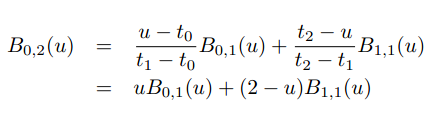 B_{0,2}(u) = \frac{u - t_0}{t_1 - t_0} B_{0,1}(u) + \frac{t_2 - u}{t_2 - t_1} B_{1,1}(u)
= uB_{0,1}(u) + (2 - u)B_{1,1}(u)